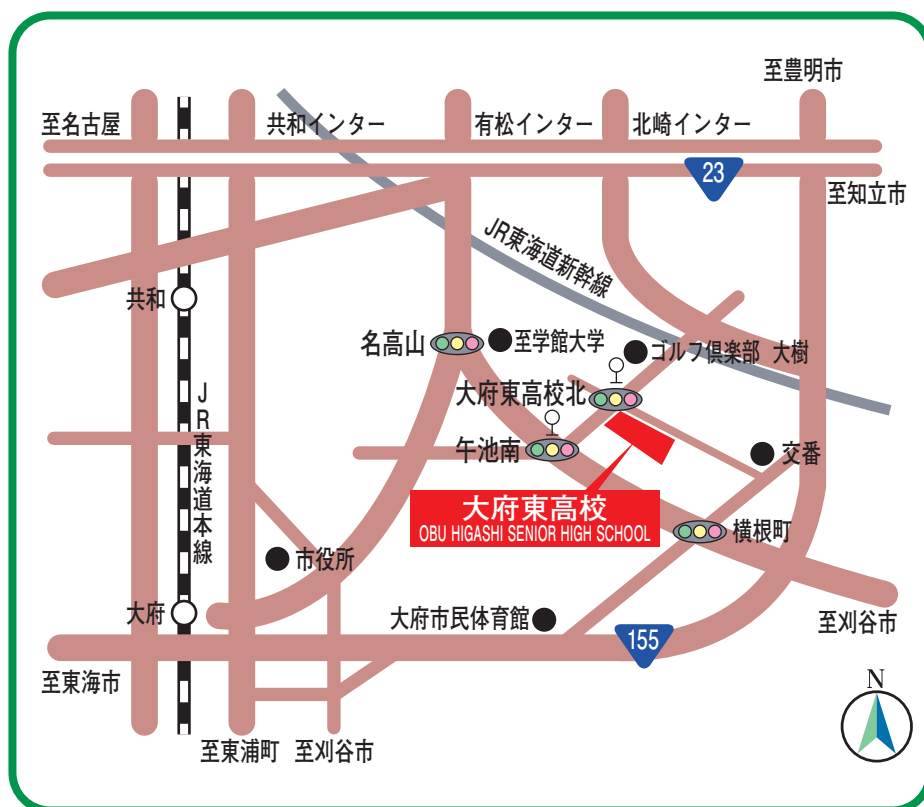 至豊明市
至名古屋
共和インター
有松インター
北崎インター
23
至知立市
JR東海道新幹線
共和
名高山
至学館大学
ゴルフ倶楽部 大樹
大府東高校北
JR東海道本線
午池南
交番
大府東高校
OBU HIGASHI SENIOR HIGH SCHOOL
横根町
市役所
大府
大府市民体育館
至刈谷市
155
至東海市
N
至東浦町
至刈谷市